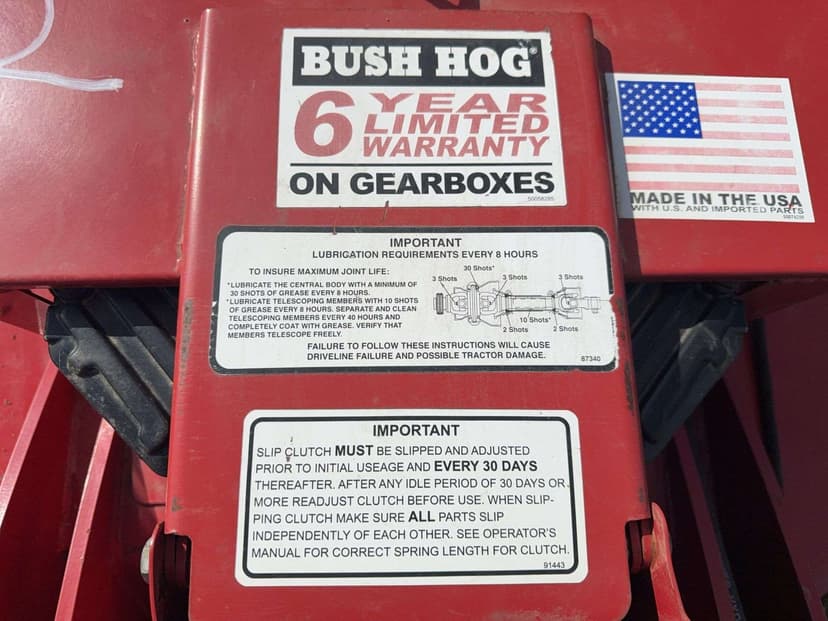 BUSH HOG®
6 YEAR
LIMITED
WARRANTY
ON GEARBOXES
50058285
MADE IN THE USA
WITH U.S. AND IMPORTED PARTS
50074299
IMPORTANT
LUBRICATION REQUIREMENTS EVERY 8 HOURS
TO INSURE MAXIMUM JOINT LIFE:
*LUBRICATE THE CENTRAL BODY WITH A MINIMUM OF
30 SHOTS OF GREASE EVERY 8 HOURS.
*LUBRICATE TELESCOPING MEMBERS WITH 10 SHOTS
OF GREASE EVERY 8 HOURS. SEPARATE AND CLEAN
TELESCOPING MEMBERS EVERY 40 HOURS AND
COMPLETELY COAT WITH GREASE. VERIFY THAT
MEMBERS TELESCOPE FREELY.
30 Shots*
3 Shots
3 Shots
3 Shots
10 Shots*
2 Shots
2 Shots
FAILURE TO FOLLOW THESE INSTRUCTIONS WILL CAUSE
DRIVELINE FAILURE AND POSSIBLE TRACTOR DAMAGE.
87340
IMPORTANT
SLIP CLUTCH MUST BE SLIPPED AND ADJUSTED
PRIOR TO INITIAL USEAGE AND EVERY 30 DAYS
THEREAFTER. AFTER ANY IDLE PERIOD OF 30 DAYS OR
MORE READJUST CLUTCH BEFORE USE. WHEN SLIP-
PING CLUTCH MAKE SURE ALL PARTS SLIP
INDEPENDENTLY OF EACH OTHER. SEE OPERATOR'S
MANUAL FOR CORRECT SPRING LENGTH FOR CLUTCH.
91443